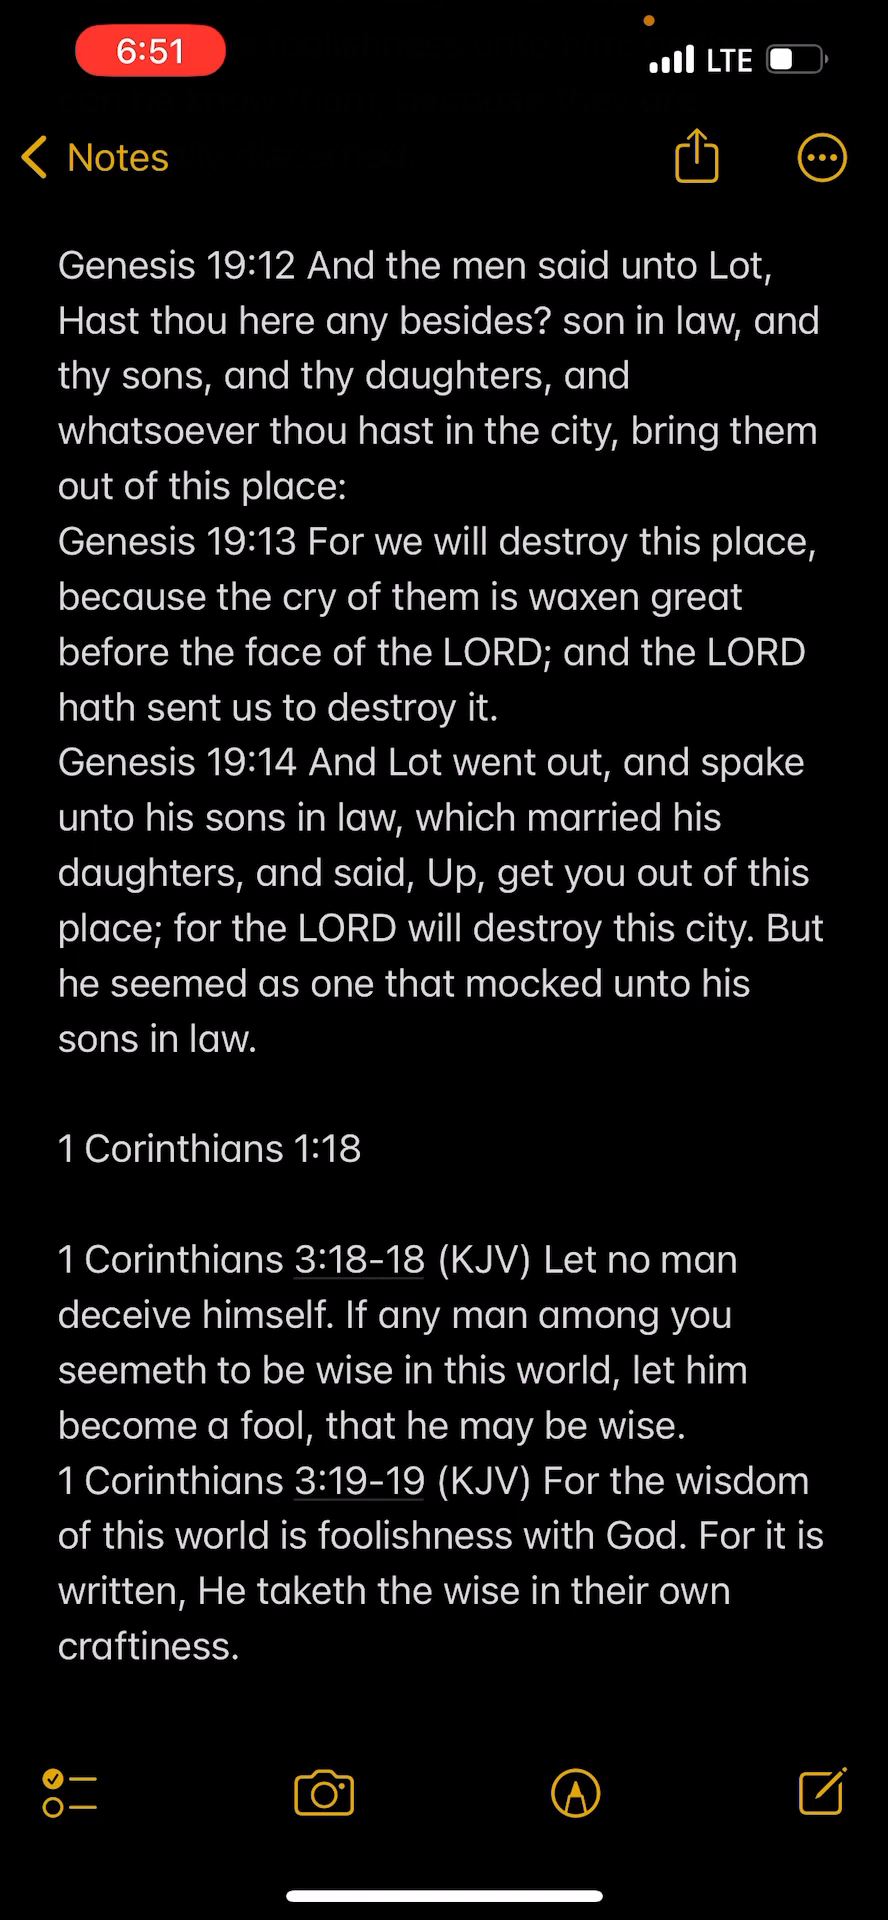 6:51
LTE
Notes
Genesis 19:12 And the men said unto Lot,
Hast thou here any besides? son in law, and
thy sons, and thy daughters, and
whatsoever thou hast in the city, bring them
out of this place:
Genesis 19:13 For we will destroy this place,
because the cry of them is waxen great
before the face of the LORD; and the LORD
hath sent us to destroy it.
Genesis 19:14 And Lot went out, and spake
unto his sons in law, which married his
daughters, and said, Up, get you out of this
place; for the LORD will destroy this city. But
he seemed as one that mocked unto his
sons in law.
1 Corinthians 1:18
1 Corinthians 3:18-18 (KJV) Let no man
deceive himself. If any man among you
seemeth to be wise in this world, let him
become a fool, that he may be wise.
1 Corinthians 3:19-19 (KJV) For the wisdom
of this world is foolishness with God. For it is
written, He taketh the wise in their own
craftiness.